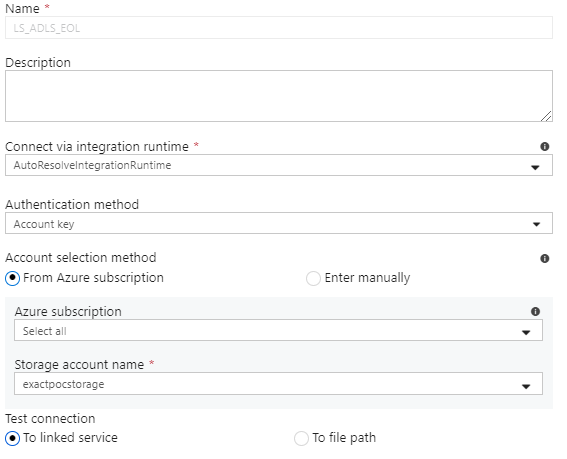 Name *
LS_ADLS_EOL
Description
Connect via integration runtime *
AutoResolveIntegrationRuntime
Authentication method
Account key
Account selection method
From Azure subscription Enter manually
Azure subscription
Select all
Storage account name *
exactpocstorage
Test connection
To linked service To file path